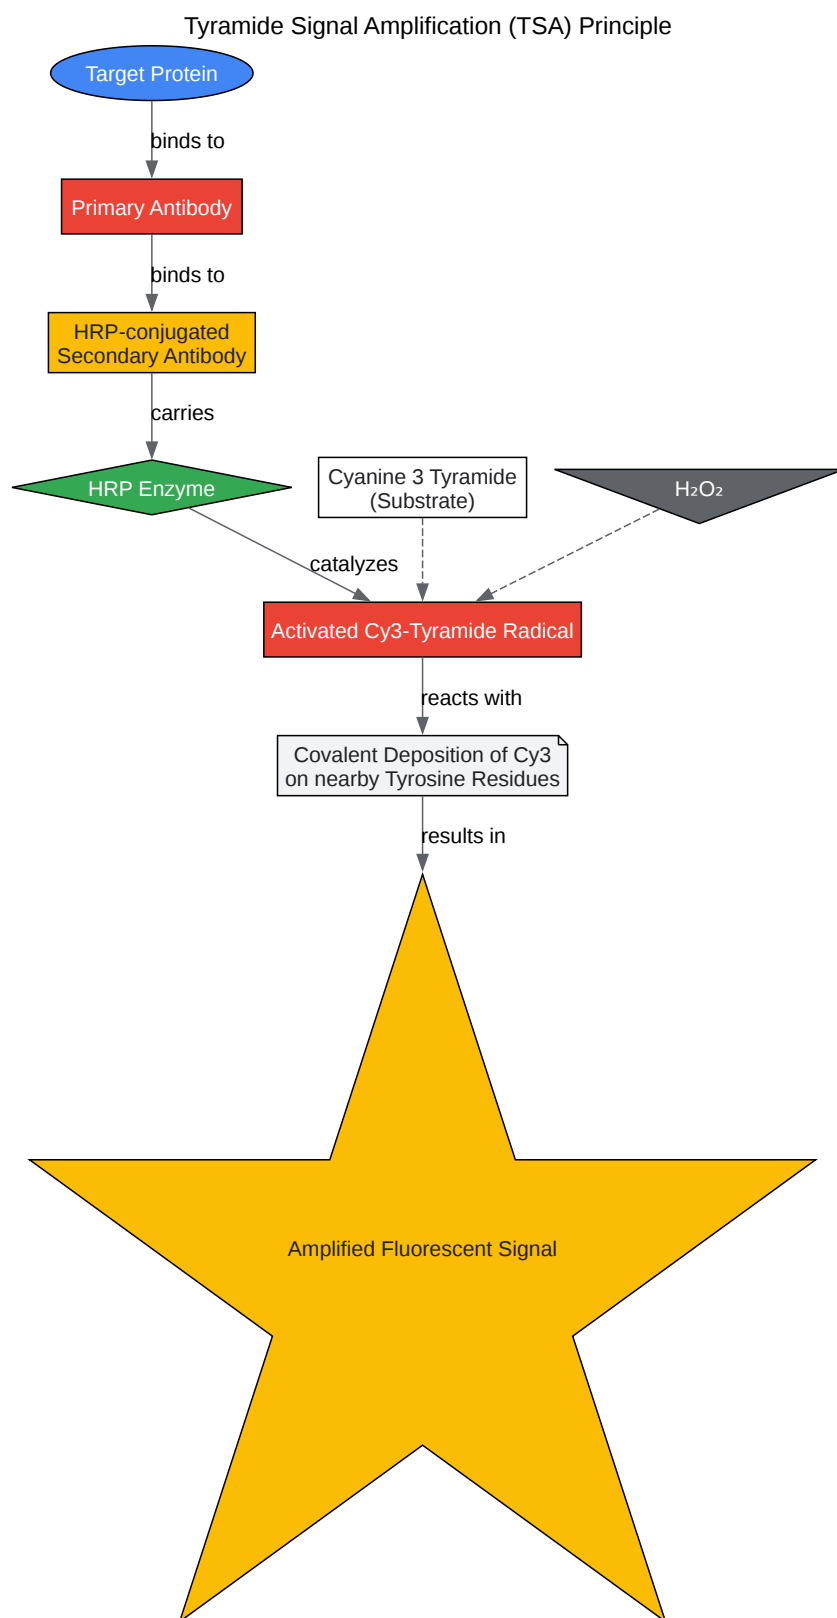 Tyramide Signal Amplification (TSA) Principle
Target Protein
binds to
Primary Antibody
binds to
HRP-conjugated
Secondary Antibody
carries
HRP Enzyme
Cyanine 3 Tyramide
(Substrate)
H₂O₂
catalyzes
Activated Cy3-Tyramide Radical
reacts with
Covalent Deposition of Cy3
on nearby Tyrosine Residues
results in
Amplified Fluorescent Signal